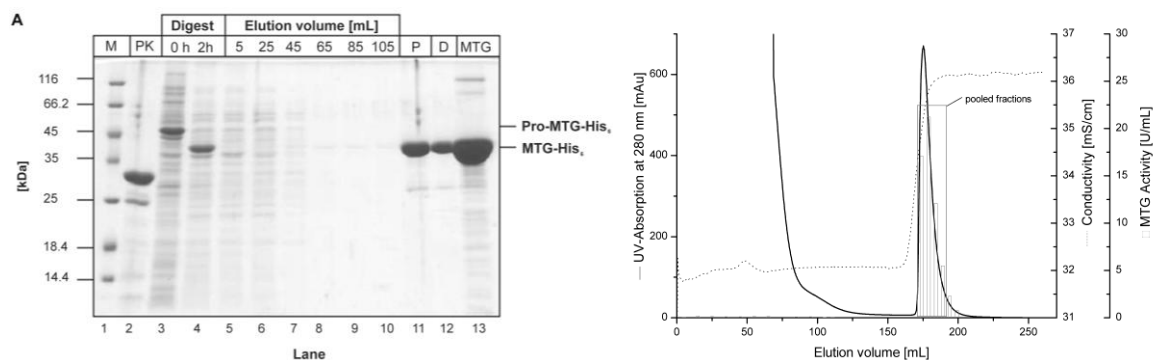 A
Digest Elution volume [mL]
M PK 0 h 2h 5 25 45 65 85 105 P D MTG
116
66.2
45
35
25
18.4
14.4
[kDa]
Pro-MTG-His₆
MTG-His₆
1 2 3 4 5 6 7 8 9 10 11 12 13
Lane
600
400
200
0
UV-Absorption at 280 nm [mAu]
pooled fractions
37
36
35
34
33
32
31
Conductivity [mS/cm]
30
25
20
15
10
5
0
MTG Activity [U/mL]
0 50 100 150 200 250
Elution volume [mL]